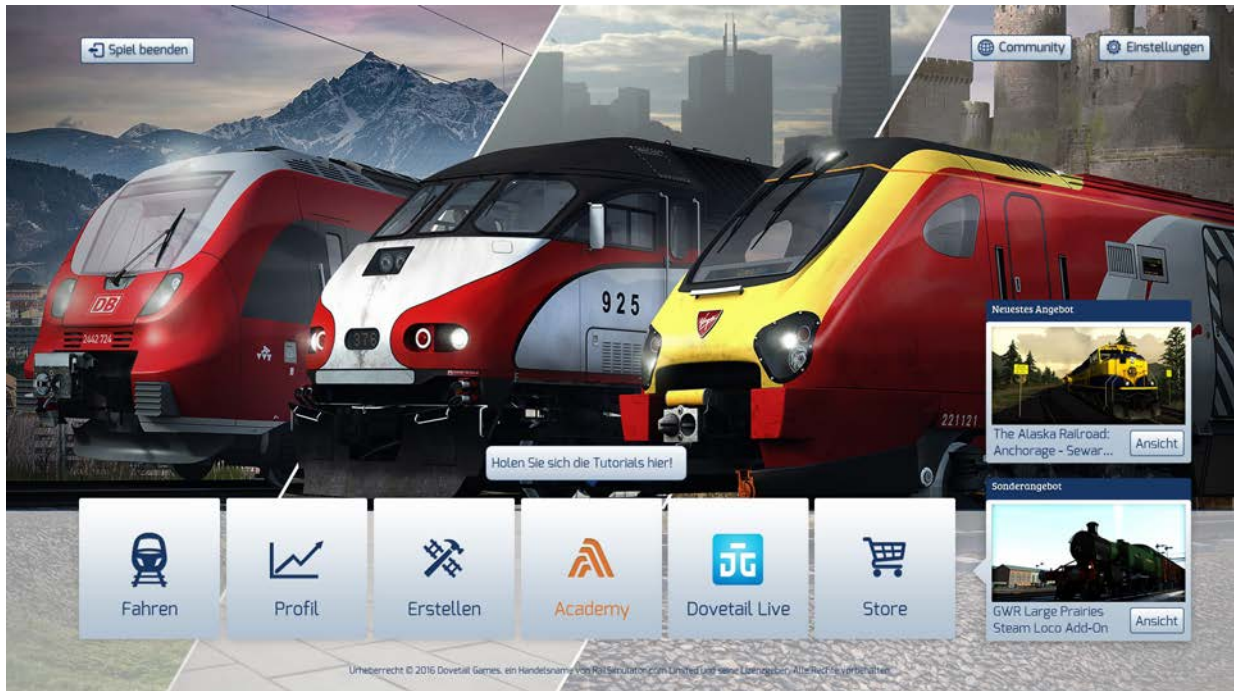 Spiel beenden
Community
Einstellungen
DB
2442 724
925
376
Virgin
221121
Neuestes Angebot
The Alaska Railroad:
Anchorage - Sewar...
Ansicht
Holen Sie sich die Tutorials hier!
Sonderangebot
GWR Large Prairies
Steam Loco Add-On
Ansicht
Fahren
Profil
Erstellen
Academy
Dovetail Live
Store
Urheberrecht © 2016 Dovetail Games, ein Handelsname von RailSimulator.com Limited und seine Lizenzgeber. Alle Rechte vorbehalten.